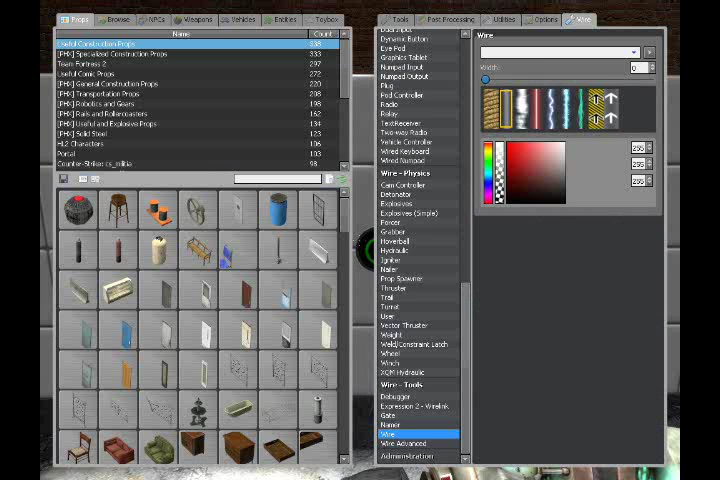 Props Browse NPCs Weapons Vehicles Entities Toybox
Name Count
Useful Construction Props 338
[PHX] Specialized Construction Props 333
Team Fortress 2 297
Useful Comic Props 272
[PHX] General Construction Props 220
[PHX] Transportation Props 208
[PHX] Robotics and Gears 198
[PHX] Rails and Rollercoasters 162
[PHX] Useful and Explosive Props 134
[PHX] Solid Steel 123
HL2 Characters 106
Portal 103
Counter-Strike: cs_militia 98
Tools Post Processing Utilities Options Wire
Dual Input
Dynamic Button
Eye Pod
Graphics Tablet
Numpad Input
Numpad Output
Plug
Pod Controller
Radio
Relay
TextReceiver
Two-way Radio
Vehicle Controller
Wired Keyboard
Wired Numpad
Wire - Physics
Cam Controller
Detonator
Explosives
Explosives (Simple)
Forcer
Grabber
Hoverball
Hydraulic
Igniter
Nailer
Prop Spawner
Thruster
Trail
Turret
User
Vector Thruster
Weight
Weld/Constraint Latch
Wheel
Winch
XQM Hydraulic
Wire - Tools
Debugger
Expression 2 - Wirelink
Gate
Namer
Wire
Wire Advanced
Administration
Wire
Width:
0
255
255
255